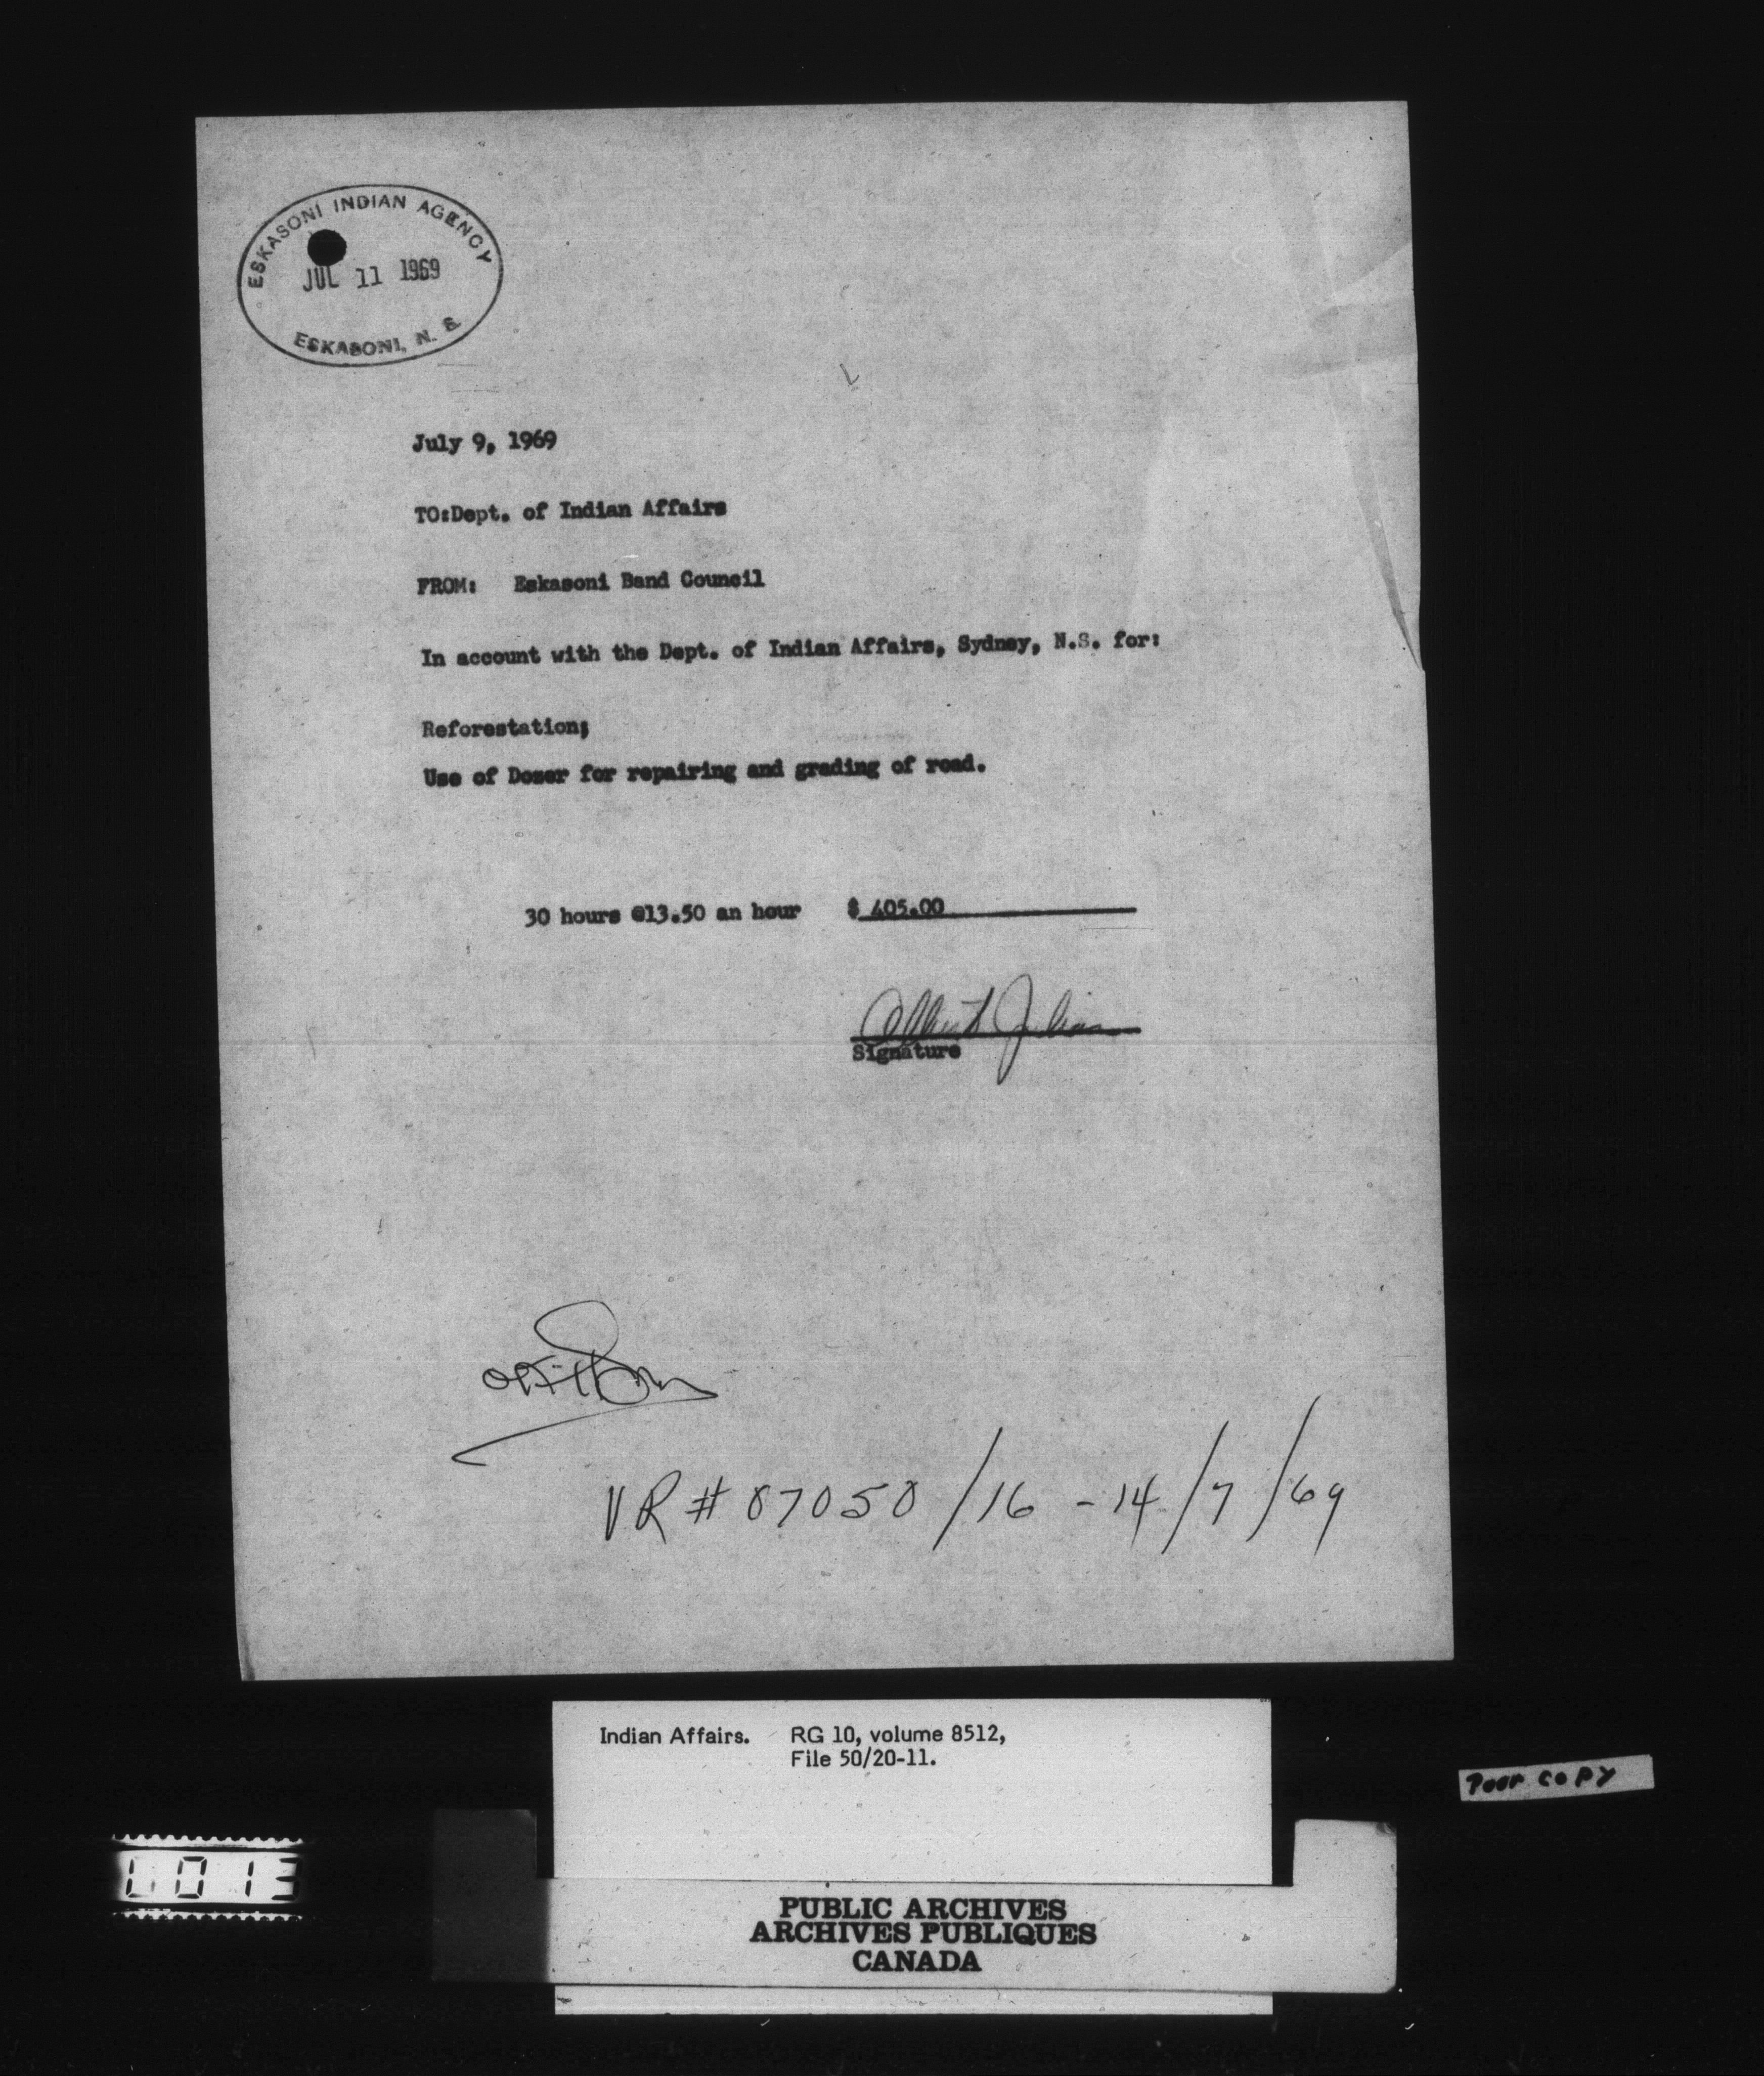 ESKASONI INDIAN AGENCY
JUL 11 1969
ESKASONI, N. S.
July 9, 1969
TO:Dept. of Indian Affairs
FROM: Eskasoni Band Council
In account with the Dept. of Indian Affairs, Sydney, N.S. for:
Reforestation;
Use of Dozer for repairing and grading of road.
30 hours @13.50 an hour $ 405.00
Albert Julian
Signature
VR # 87050/16 - 14/7/69
Indian Affairs. RG 10, volume 8512,
File 50/20-11.
Poor copy
PUBLIC ARCHIVES
ARCHIVES PUBLIQUES
CANADA